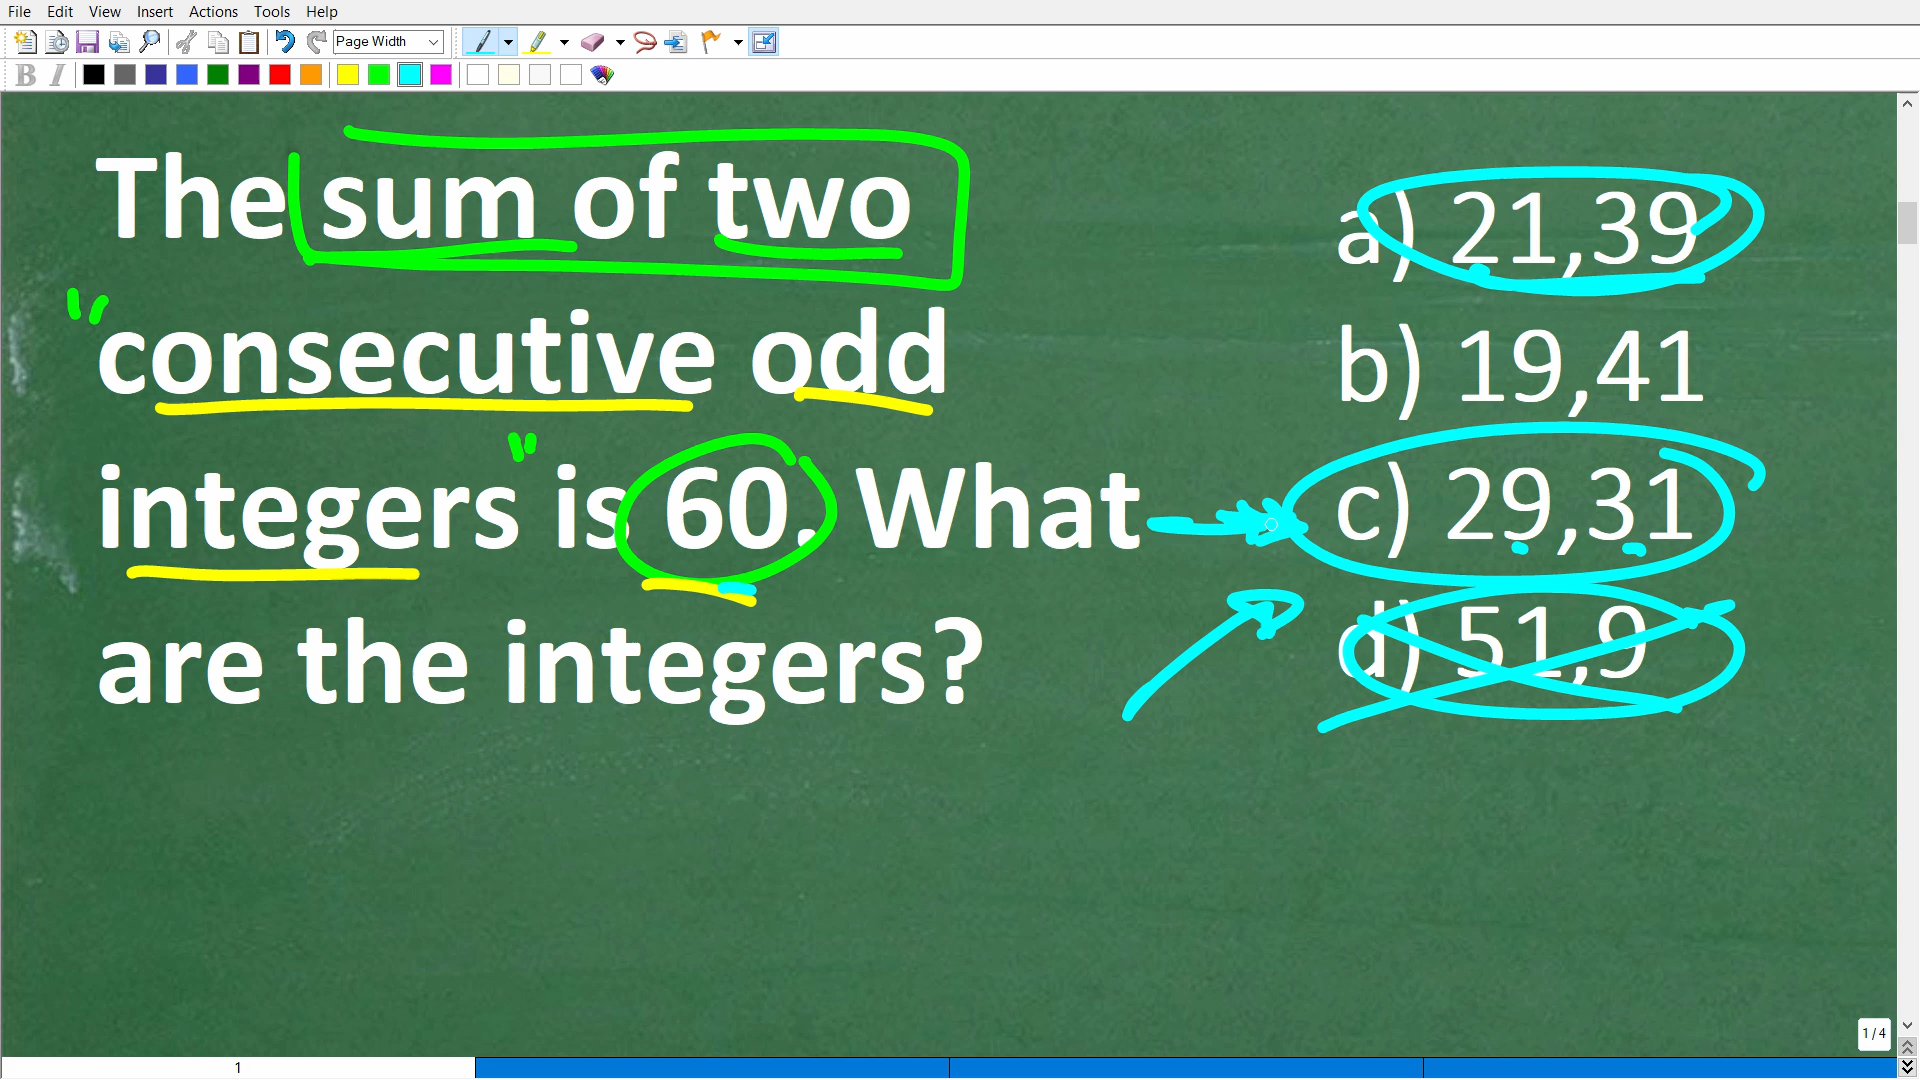 File Edit View Insert Actions Tools Help
Page Width
B I
The sum of two
"consecutive odd
integers" is 60. What
are the integers?
a) 21,39
b) 19,41
c) 29,31
d) 51,9
1 / 4
1